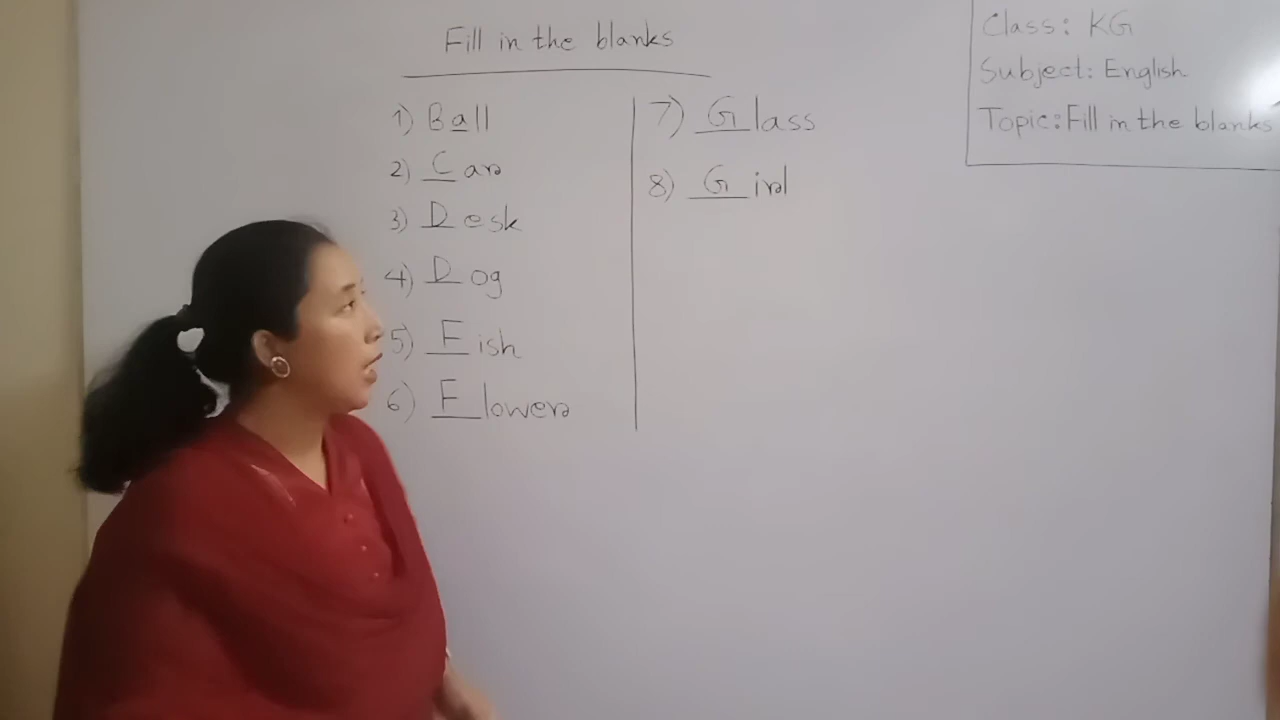 Fill in the blanks
1) Ball
2) Car
3) Desk
4) Dog
5) Fish
6) Flower
7) Glass
8) Girl
Class: KG
Subject: English
Topic: Fill in the blanks